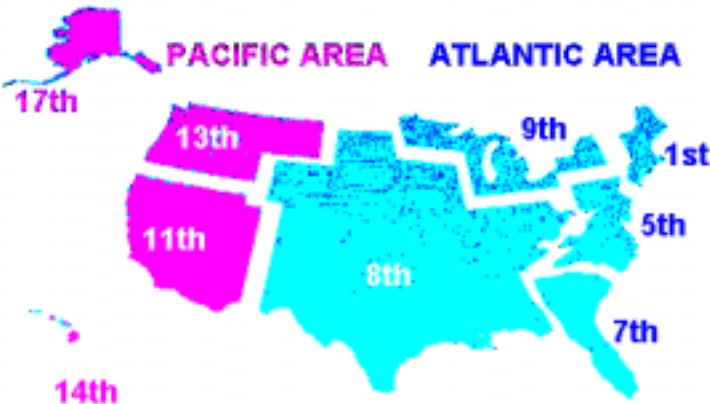 PACIFIC AREA ATLANTIC AREA
17th
13th
9th
1st
11th
5th
8th
7th
14th